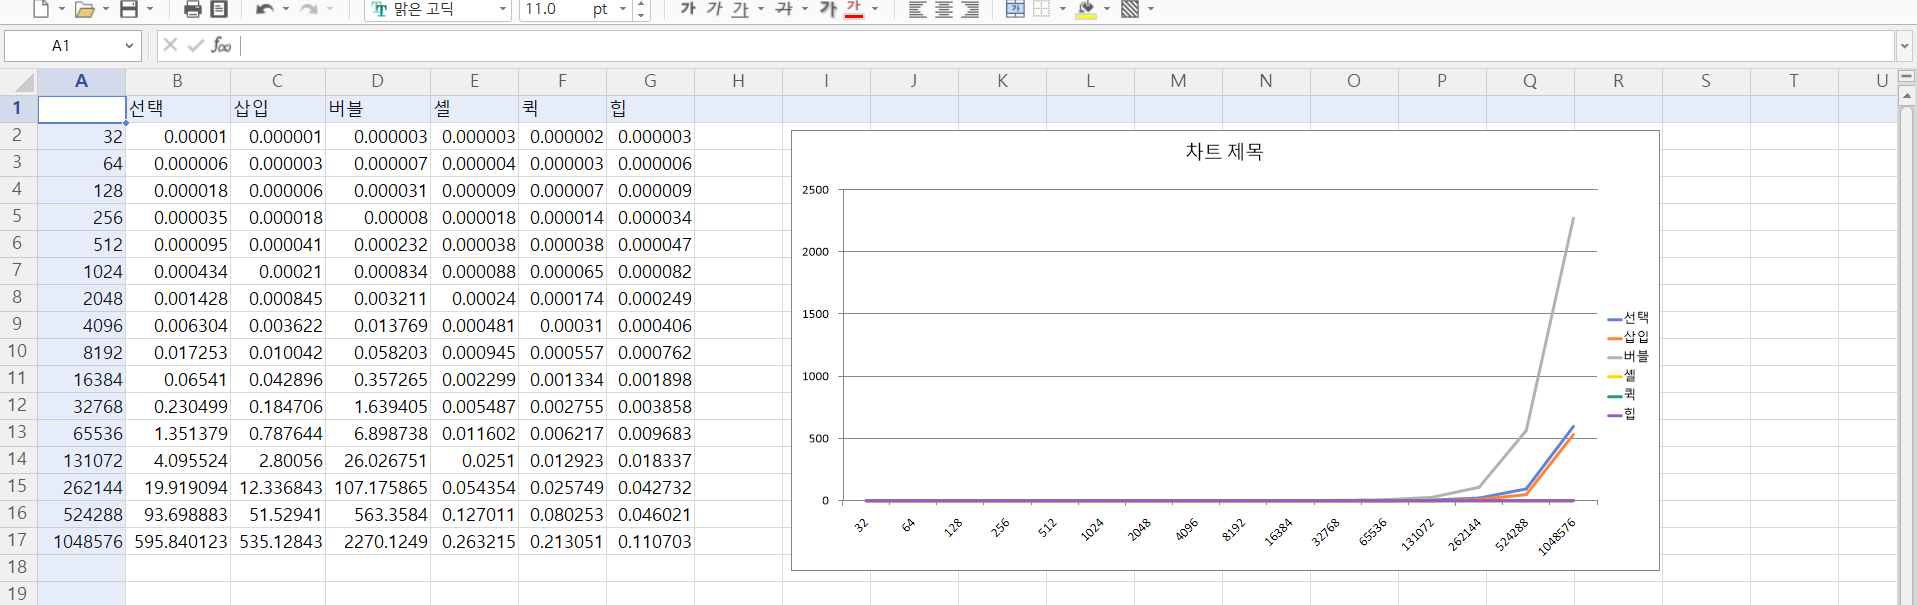 맑은 고딕 11.0 pt 가 가 가 가 가 가
A1
A B C D E F G H I J K L M N O P Q R S T U
1 선택 삽입 버블 셸 퀵 힙
2 32 0.00001 0.000001 0.000003 0.000003 0.000002 0.000003
3 64 0.000006 0.000003 0.000007 0.000004 0.000003 0.000006
4 128 0.000018 0.000006 0.000031 0.000009 0.000007 0.000009
5 256 0.000035 0.000018 0.00008 0.000018 0.000014 0.000034
6 512 0.000095 0.000041 0.000232 0.000038 0.000038 0.000047
7 1024 0.000434 0.00021 0.000834 0.000088 0.000065 0.000082
8 2048 0.001428 0.000845 0.003211 0.00024 0.000174 0.000249
9 4096 0.006304 0.003622 0.013769 0.000481 0.00031 0.000406
10 8192 0.017253 0.010042 0.058203 0.000945 0.000557 0.000762
11 16384 0.06541 0.042896 0.357265 0.002299 0.001334 0.001898
12 32768 0.230499 0.184706 1.639405 0.005487 0.002755 0.003858
13 65536 1.351379 0.787644 6.898738 0.011602 0.006217 0.009683
14 131072 4.095524 2.80056 26.026751 0.0251 0.012923 0.018337
15 262144 19.919094 12.336843 107.175865 0.054354 0.025749 0.042732
16 524288 93.698883 51.52941 563.3584 0.127011 0.080253 0.046021
17 1048576 595.840123 535.12843 2270.1249 0.263215 0.213051 0.110703
18
19
차트 제목
2500
2000
1500
1000
500
0
32 64 128 256 512 1024 2048 4096 8192 16384 32768 65536 131072 262144 524288 1048576
선택
삽입
버블
셸
퀵
힙